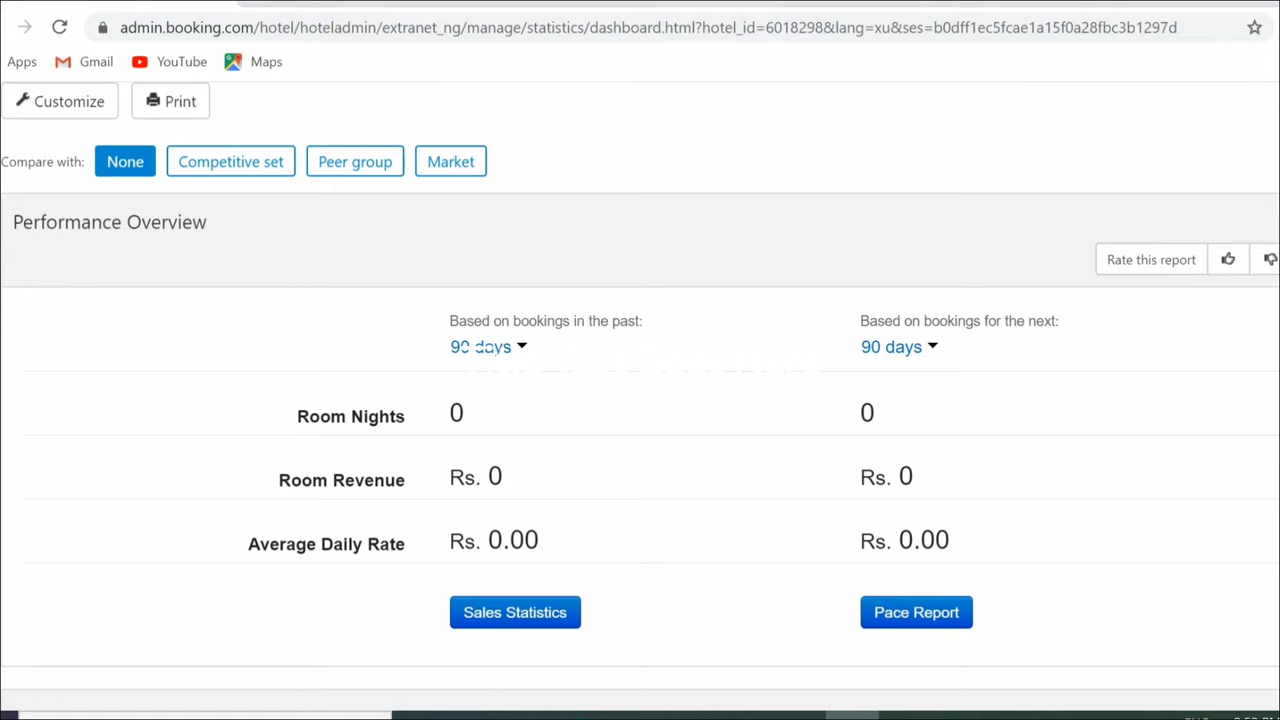 admin.booking.com/hotel/hoteladmin/extranet_ng/manage/statistics/dashboard.html?hotel_id=6018298&lang=xu&ses=b0dff1ec5fcae1a15f0a28fbc3b1297d
Apps Gmail YouTube Maps
Customize Print
Compare with: None Competitive set Peer group Market
Performance Overview
Rate this report
Based on bookings in the past: Based on bookings for the next:
90 days 90 days
Room Nights 0 0
Room Revenue Rs. 0 Rs. 0
Average Daily Rate Rs. 0.00 Rs. 0.00
Sales Statistics Pace Report